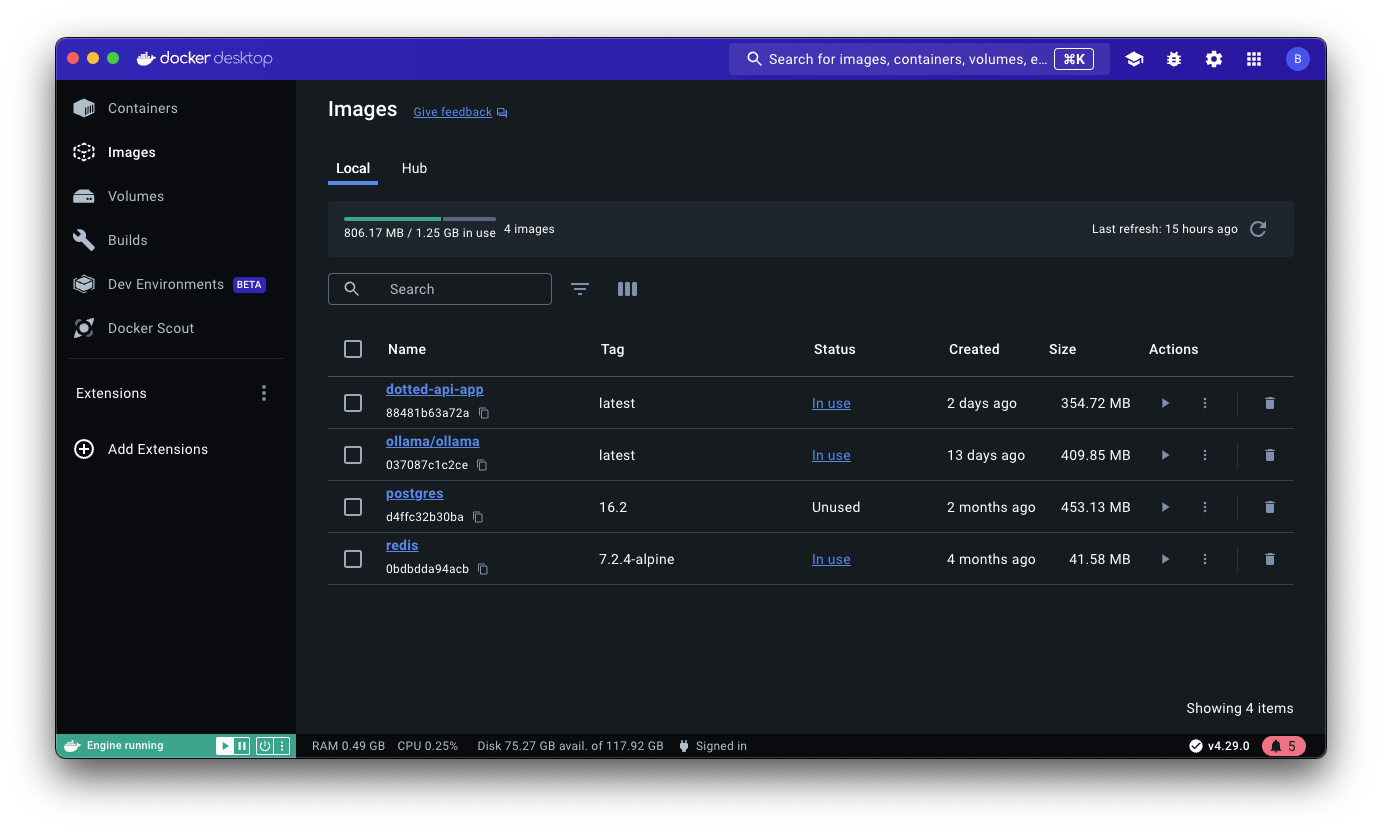 docker desktop
Search for images, containers, volumes, e... ⌘K
B
Containers
Images
Volumes
Builds
Dev Environments BETA
Docker Scout
Extensions
Add Extensions
Images Give feedback
Local Hub
806.17 MB / 1.25 GB in use 4 images
Last refresh: 15 hours ago
Search
Name Tag Status Created Size Actions
dotted-api-app
88481b63a72a
latest In use 2 days ago 354.72 MB
ollama/ollama
037087c1c2ce
latest In use 13 days ago 409.85 MB
postgres
d4ffc32b30ba
16.2 Unused 2 months ago 453.13 MB
redis
0bdbda94acb
7.2.4-alpine In use 4 months ago 41.58 MB
Showing 4 items
Engine running
RAM 0.49 GB CPU 0.25% Disk 75.27 GB avail. of 117.92 GB Signed in
v4.29.0 5